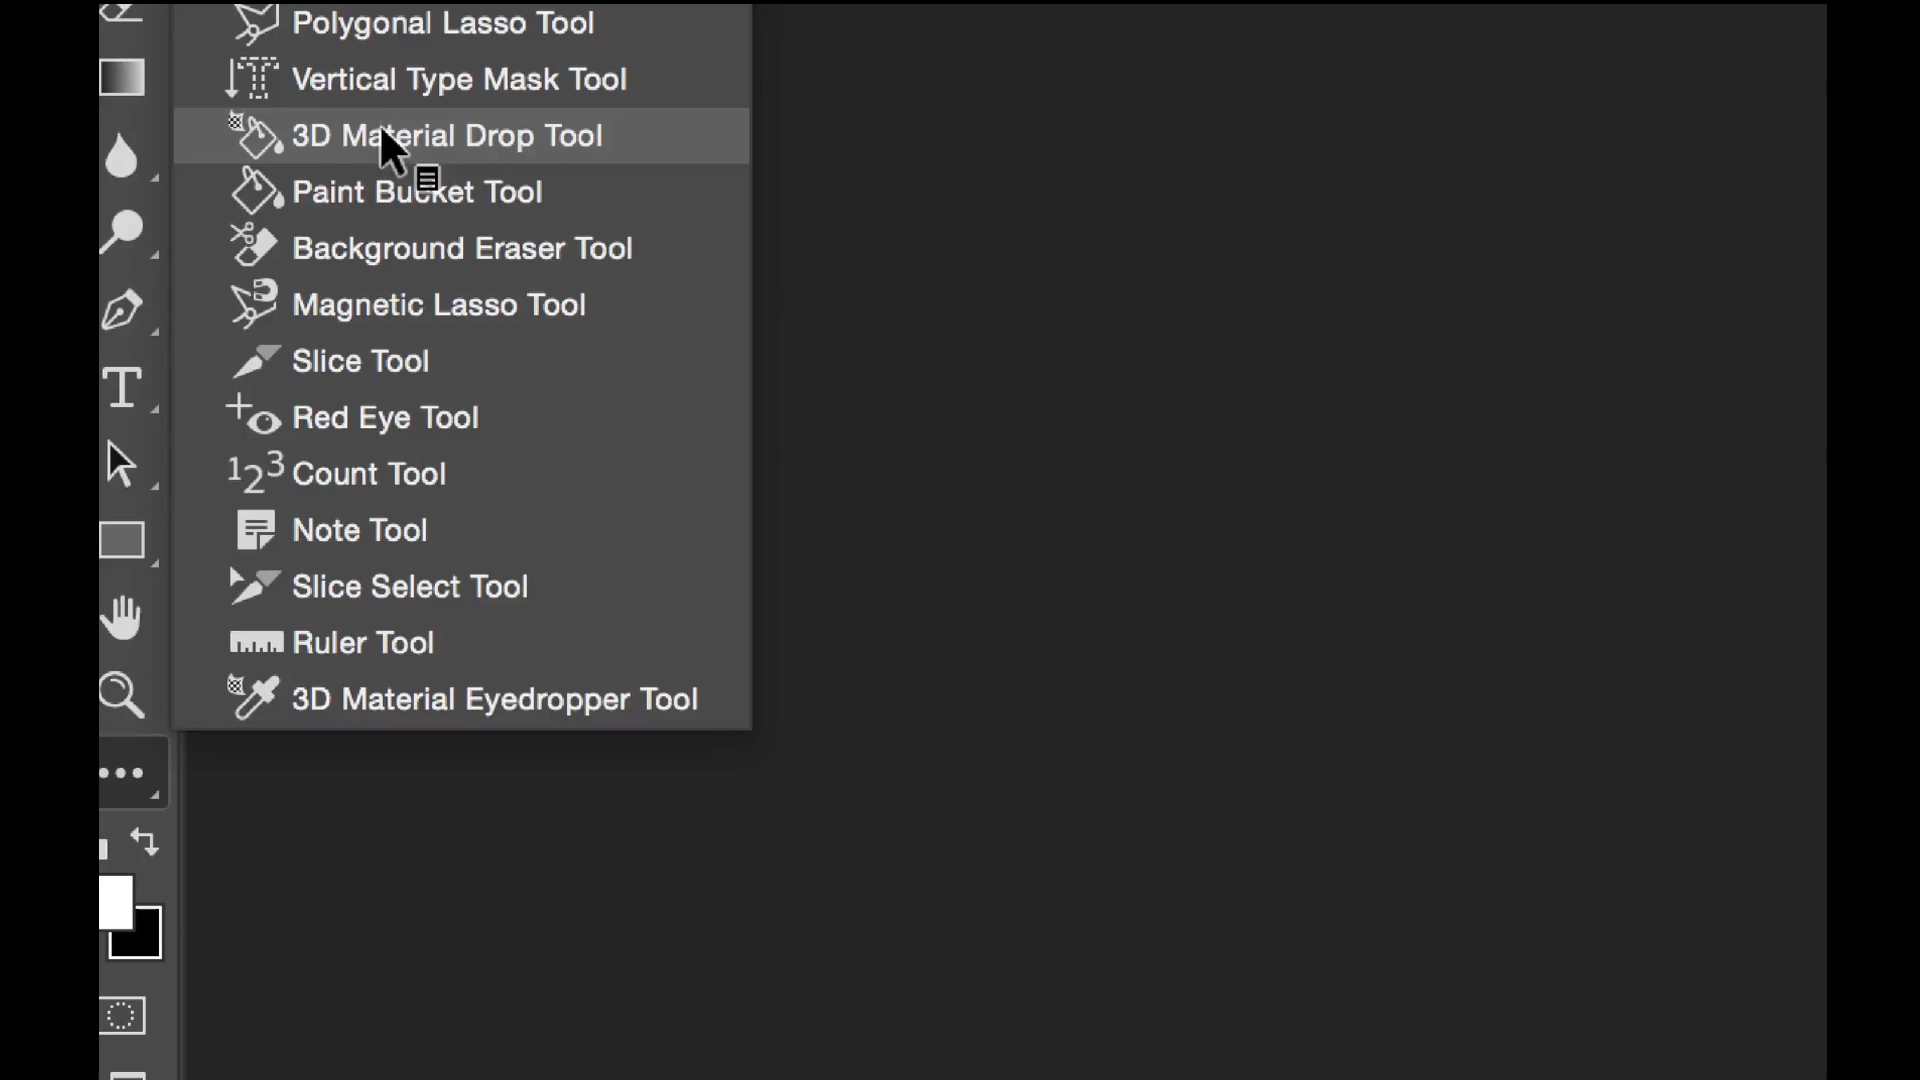 Polygonal Lasso Tool
Vertical Type Mask Tool
3D Material Drop Tool
Paint Bucket Tool
Background Eraser Tool
Magnetic Lasso Tool
Slice Tool
Red Eye Tool
123 Count Tool
Note Tool
Slice Select Tool
Ruler Tool
3D Material Eyedropper Tool
T